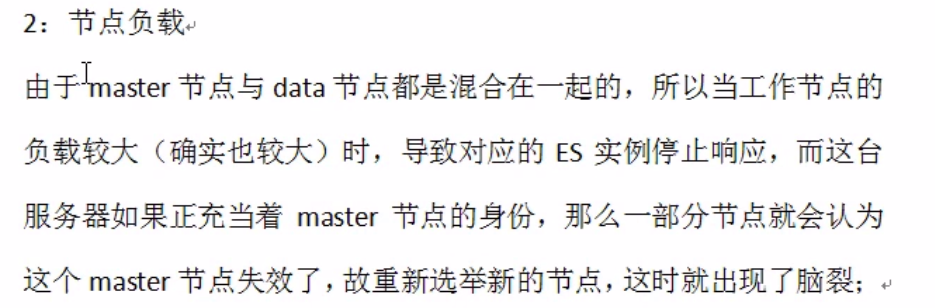 2：节点负载
由于 master 节点与 data 节点都是混合在一起的，所以当工作节点的
负载较大（确实也较大）时，导致对应的 ES 实例停止响应，而这台
服务器如果正充当着 master 节点的身份，那么一部分节点就会认为
这个 master 节点失效了，故重新选举新的节点，这时就出现了脑裂；